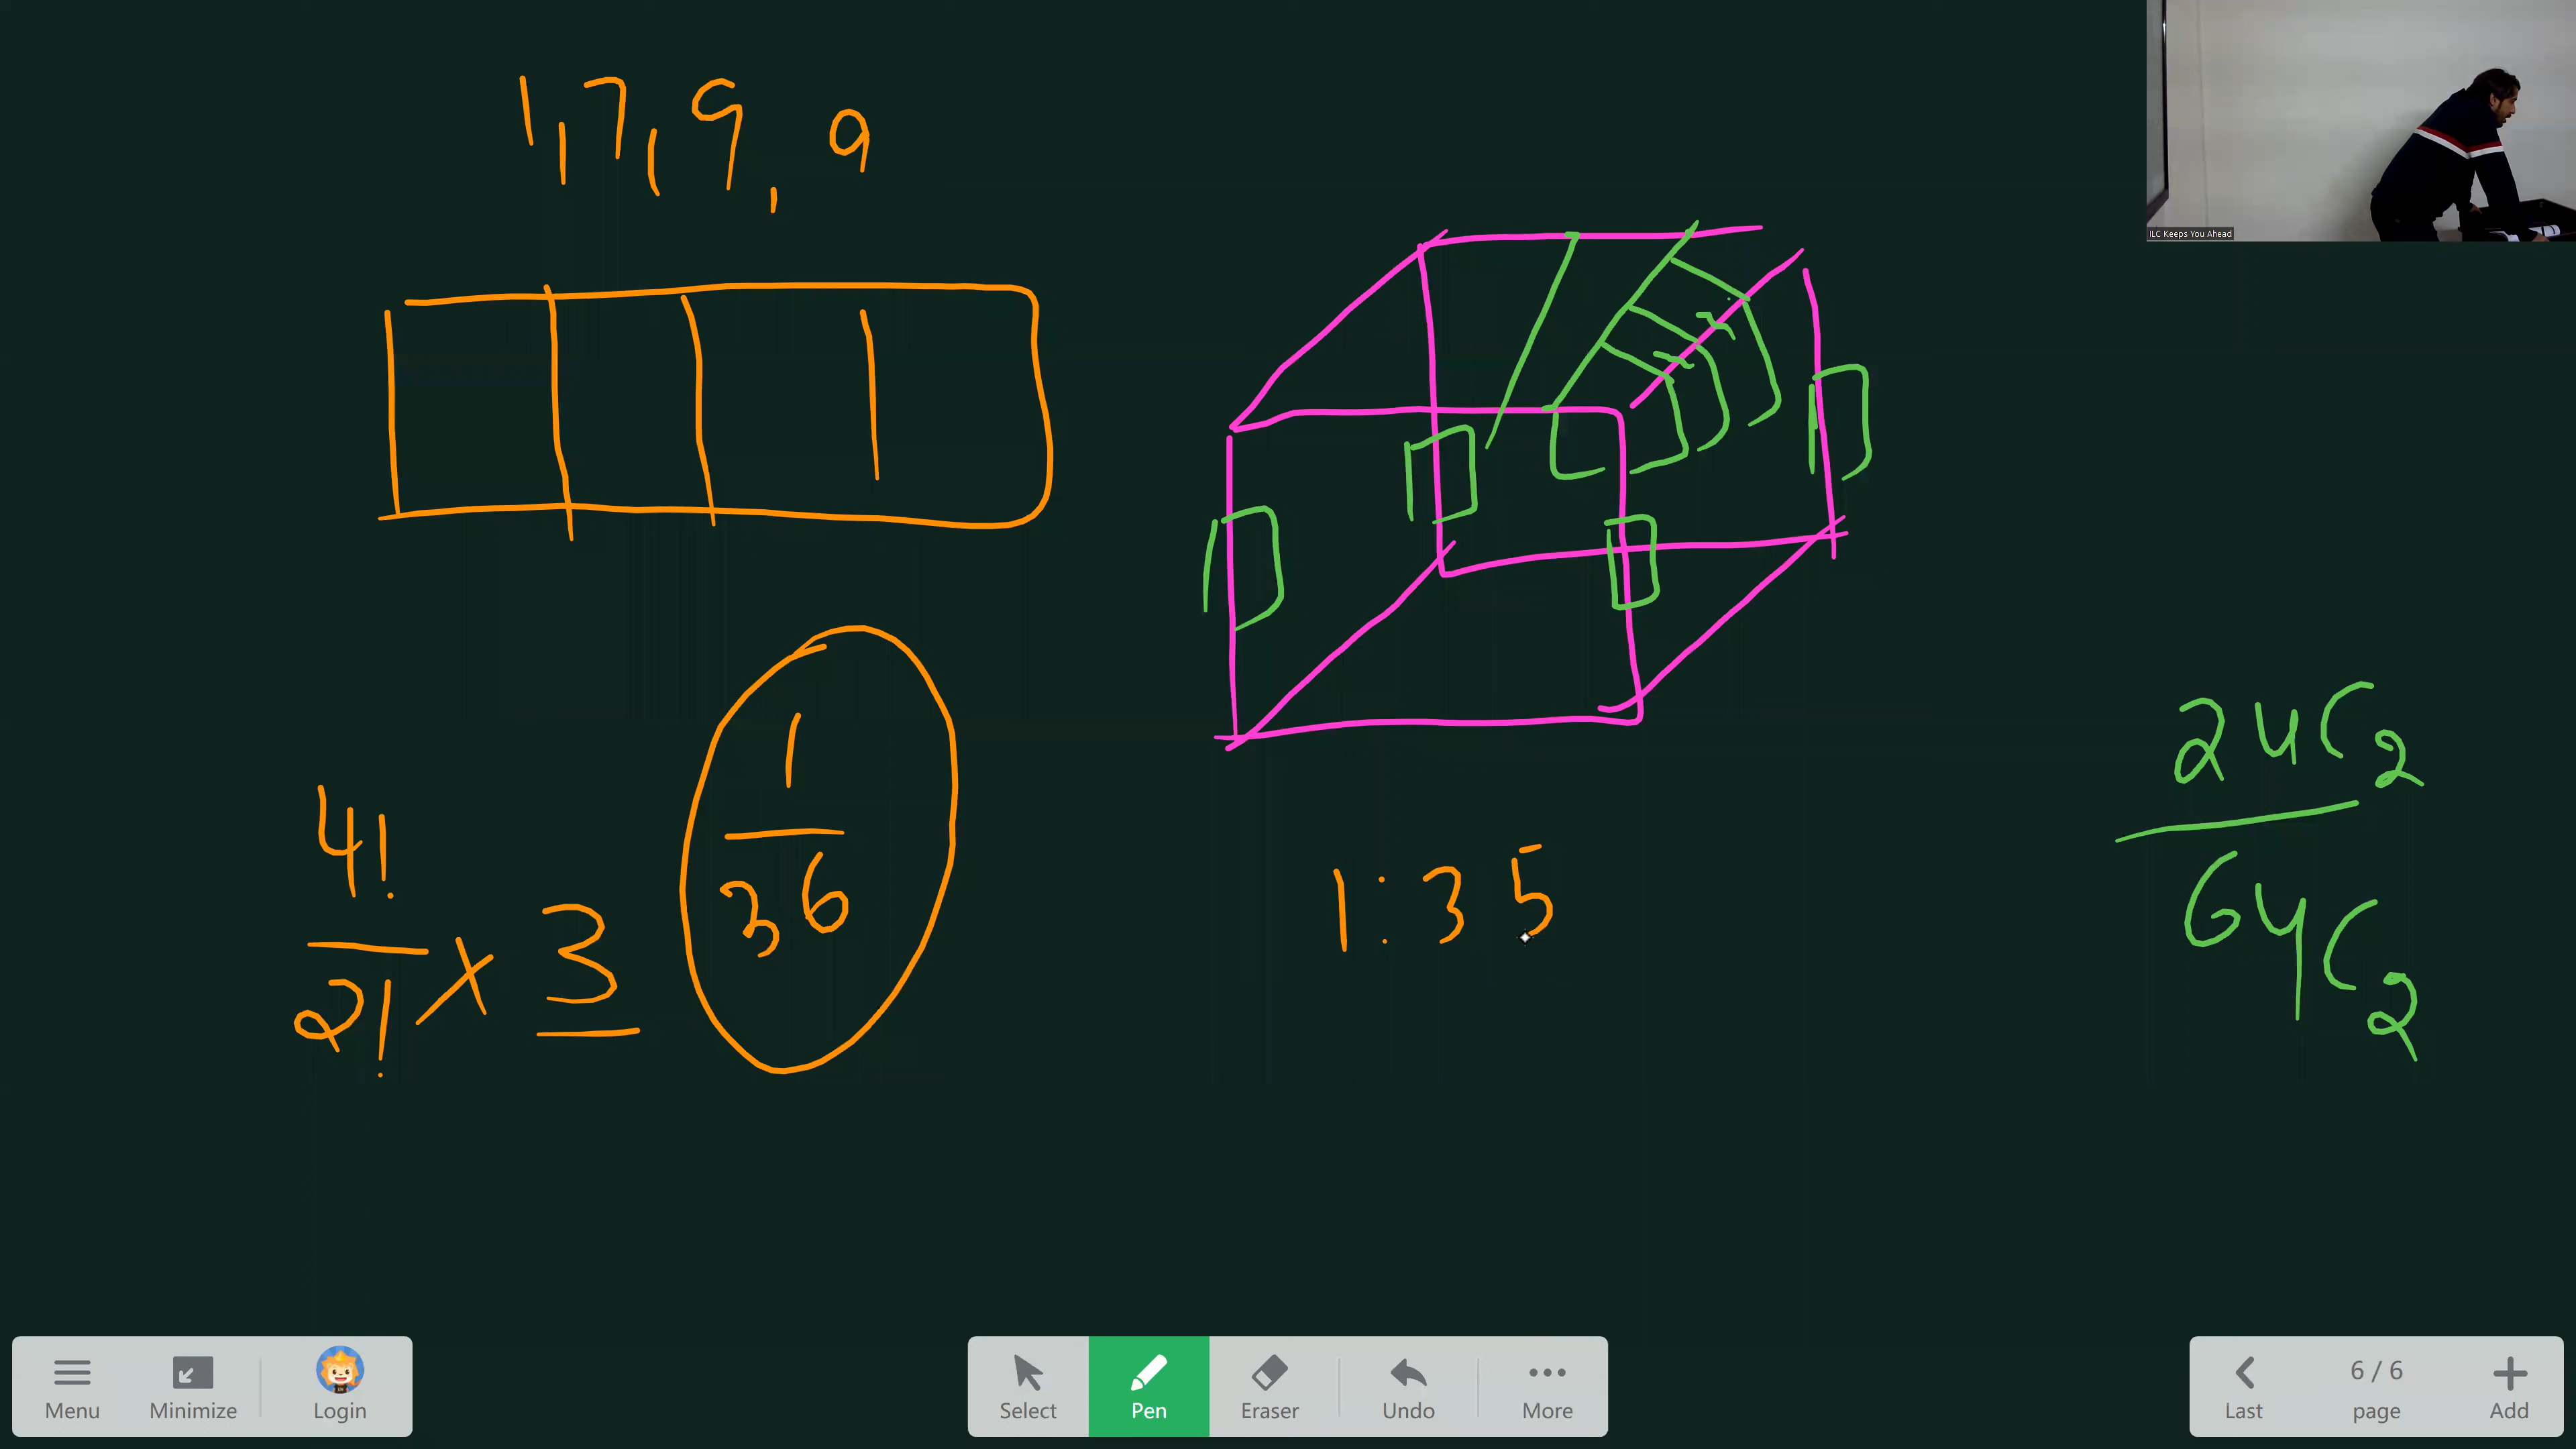 1, 7, 9, 9
ILC Keeps You Ahead
4!
2!
× 3
1
36
1:35
24C2
64C2
Menu
Minimize
Login
Select
Pen
Eraser
Undo
More
Last
6 / 6
page
Add